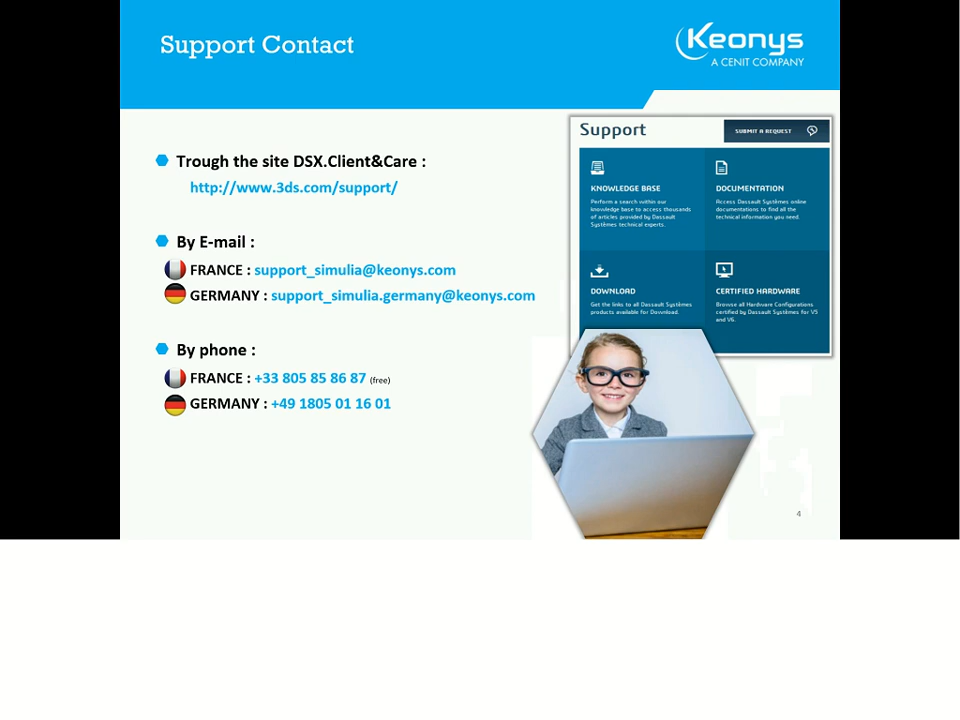 Support Contact
Keonys
A CENIT COMPANY
Trough the site DSX.Client&Care :
http://www.3ds.com/support/
By E-mail :
FRANCE : support_simulia@keonys.com
GERMANY : support_simulia.germany@keonys.com
By phone :
FRANCE : +33 805 85 86 87 (free)
GERMANY : +49 1805 01 16 01
Support
SUBMIT A REQUEST
KNOWLEDGE BASE
Perform a search within our
knowledge base to access thousands
of articles provided by Dassault
Systèmes technical experts.
DOCUMENTATION
Access Dassault Systèmes online
documentations to find all the
technical information you need.
DOWNLOAD
Get the links to all Dassault Systèmes
products available for Download.
CERTIFIED HARDWARE
Browse all Hardware Configurations
certified by Dassault Systèmes for V5
and V6.
4